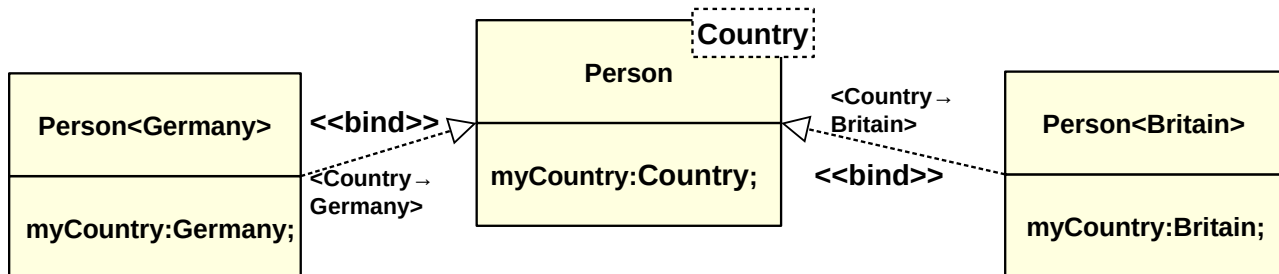 Country
Person
myCountry:Country;
Person<Germany>
myCountry:Germany;
<<bind>>
<Country→
Germany>
<Country→
Britain>
<<bind>>
Person<Britain>
myCountry:Britain;